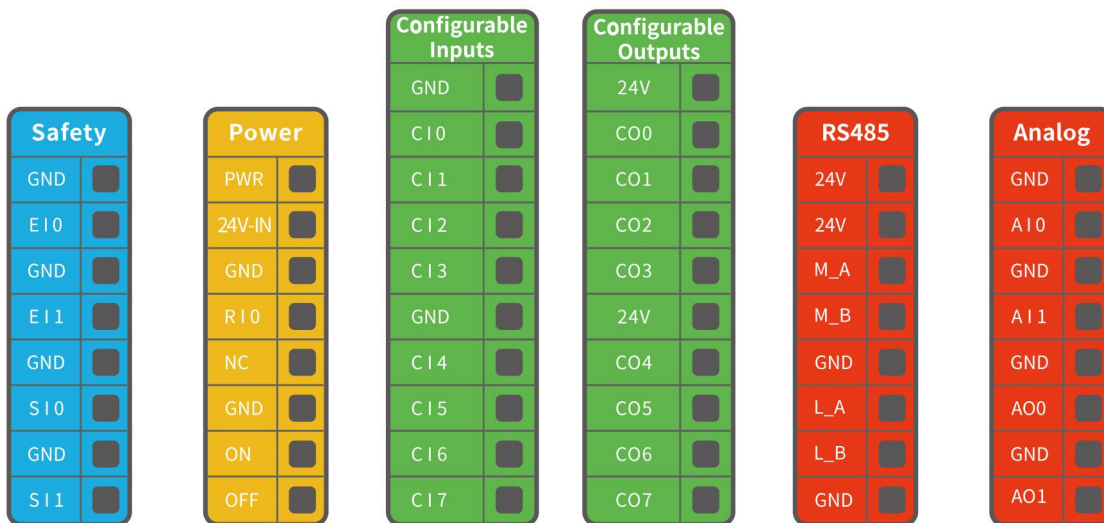 Safety
GND
EI0
GND
EI1
GND
SI0
GND
SI1
Power
PWR
24V-IN
GND
RI0
NC
GND
ON
OFF
Configurable
Inputs
GND
CI0
CI1
CI2
CI3
GND
CI4
CI5
CI6
CI7
Configurable
Outputs
24V
CO0
CO1
CO2
CO3
24V
CO4
CO5
CO6
CO7
RS485
24V
24V
M_A
M_B
GND
L_A
L_B
GND
Analog
GND
AI0
GND
AI1
GND
AO0
GND
AO1